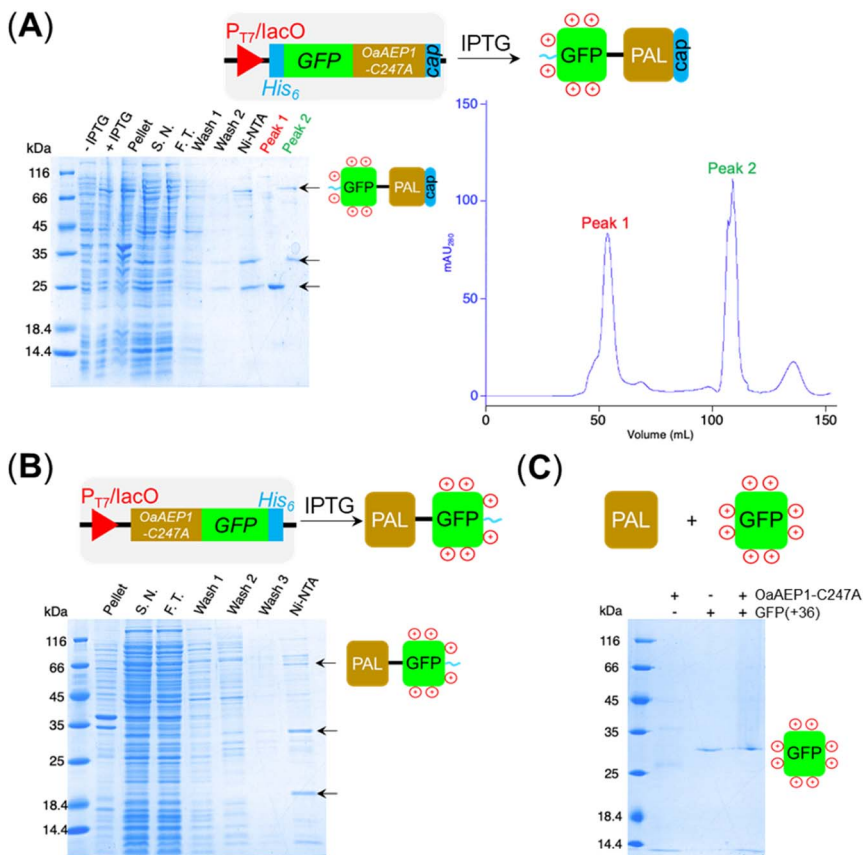 (A)
PT7/lacO
GFP
OaAEP1
-C247A
cap
His6
IPTG
GFP
PAL
cap
kDa
- IPTG
+ IPTG
Pellet
S. N.
F. T.
Wash 1
Wash 2
Ni-NTA
Peak 1
Peak 2
116
66
45
35
25
18.4
14.4
GFP
PAL
cap
150
100
50
0
mAU280
Peak 1
Peak 2
0
50
100
150
Volume (mL)
(B)
PT7/lacO
OaAEP1
-C247A
GFP
His6
IPTG
PAL
GFP
kDa
Pellet
S. N.
F. T.
Wash 1
Wash 2
Wash 3
Ni-NTA
116
66
45
35
25
18.4
14.4
PAL
GFP
(C)
PAL
+
GFP
+ - + OaAEP1-C247A
- + + GFP(+36)
kDa
116
66
45
35
25
18.4
14.4
GFP